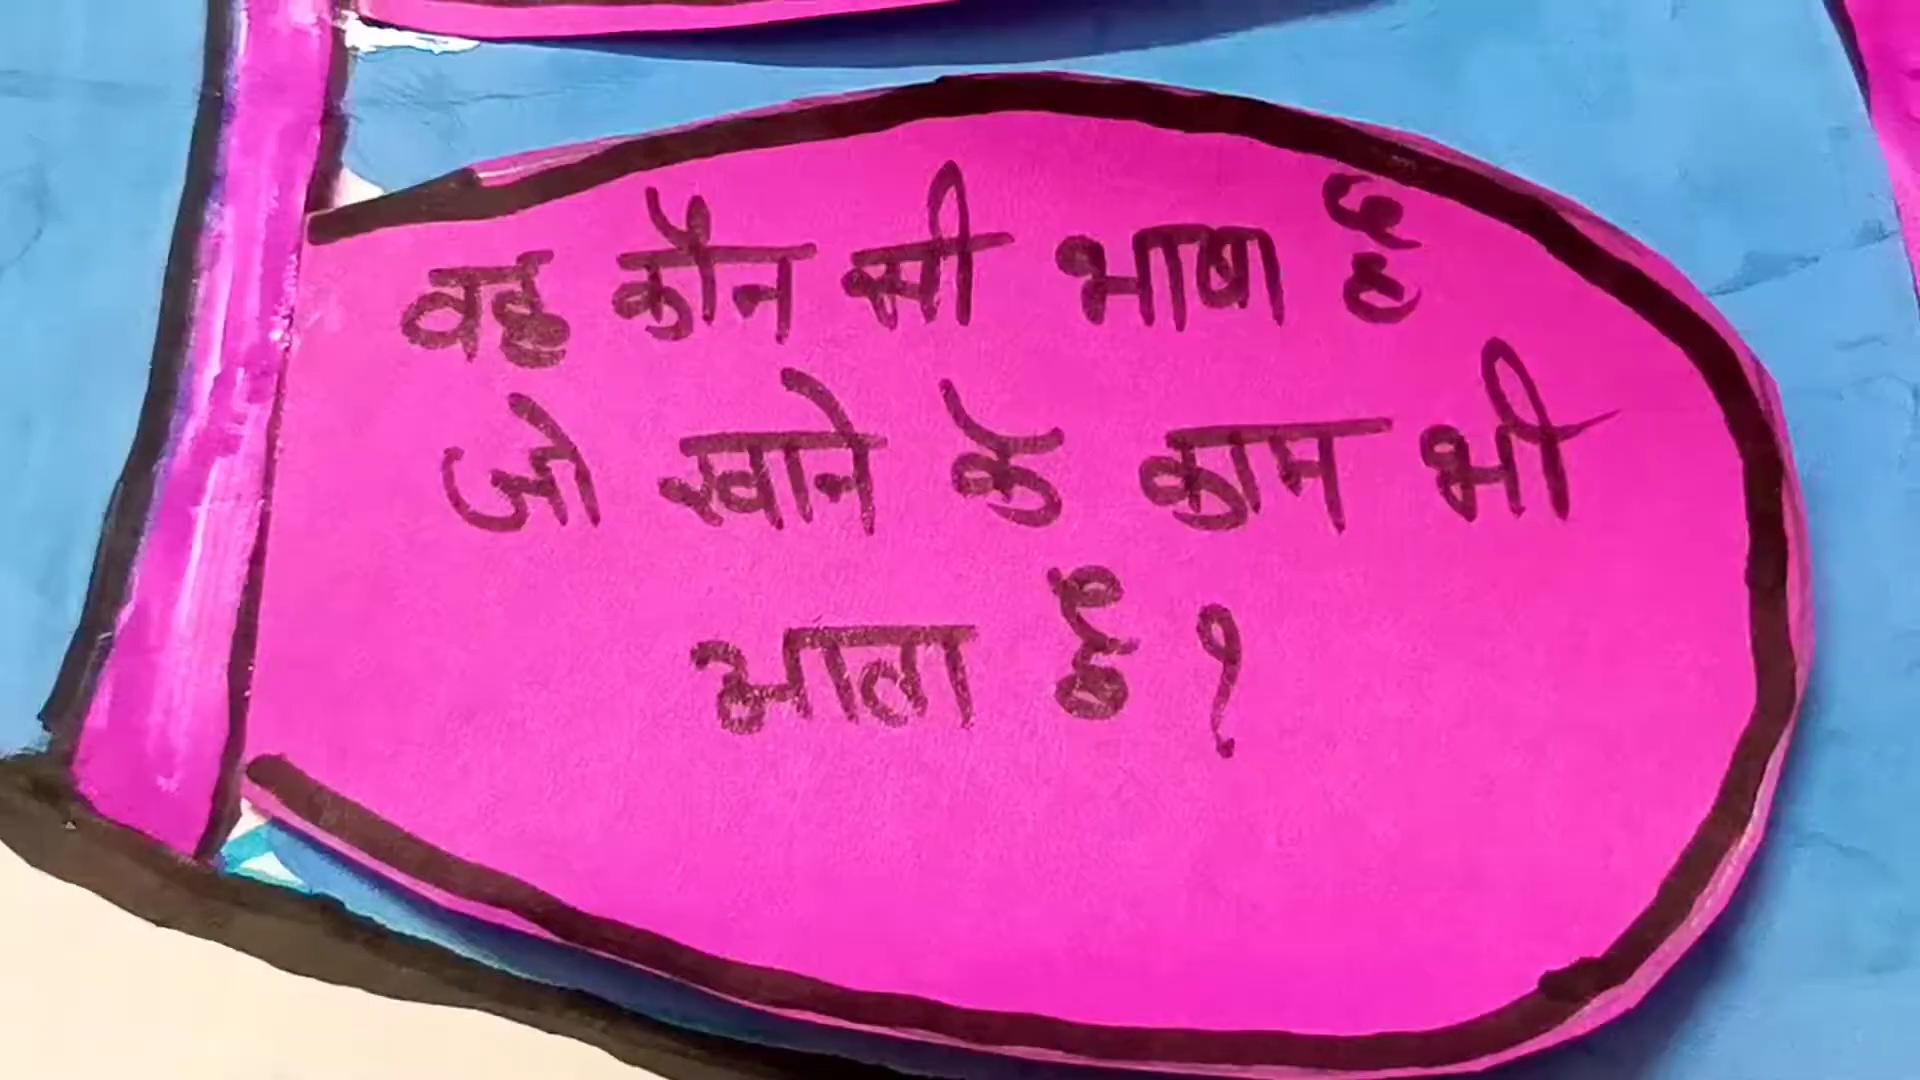 वह कौन सी भाषा है
जो खाने के काम भी
आता है?